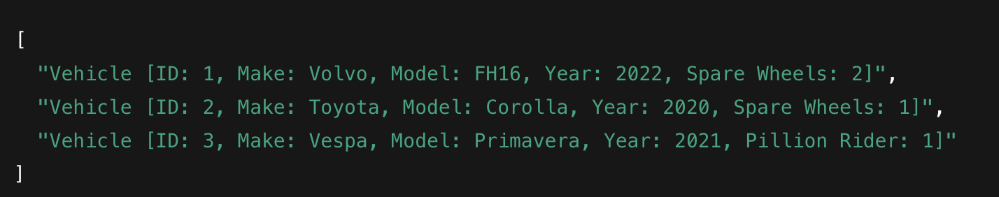 [
"Vehicle [ID: 1, Make: Volvo, Model: FH16, Year: 2022, Spare Wheels: 2]",
"Vehicle [ID: 2, Make: Toyota, Model: Corolla, Year: 2020, Spare Wheels: 1]",
"Vehicle [ID: 3, Make: Vespa, Model: Primavera, Year: 2021, Pillion Rider: 1]"
]